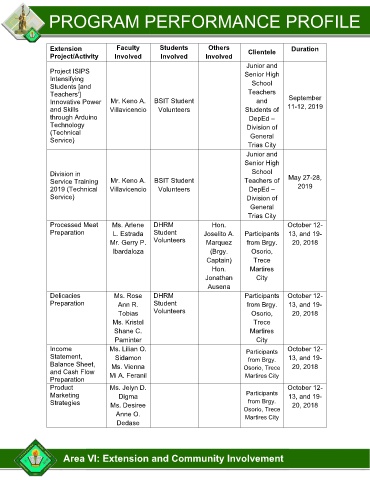 PROGRAM PERFORMANCE PROFILE
Extension Project/Activity
Faculty Involved
Students Involved
Others Involved
Clientele
Duration
Project ISIPS
Intensifying
Students [and
Teachers']
Innovative Power
and Skills
through Arduino
Technology
(Technical
Service)
Mr. Keno A.
Villavicencio
BSIT Student
Volunteers
Junior and
Senior High
School
Teachers
and
Students of
DepEd –
Division of
General
Trias City
September
11-12, 2019
Division in
Service Training
2019 (Technical
Service)
Mr. Keno A.
Villavicencio
BSIT Student
Volunteers
Junior and
Senior High
School
Teachers of
DepEd –
Division of
General
Trias City
May 27-28,
2019
Processed Meat
Preparation
Ms. Arlene
L. Estrada
Mr. Gerry P.
Ibardaloza
DHRM
Student
Volunteers
Hon.
Joselito A.
Marquez
(Brgy.
Captain)
Hon.
Jonathan
Ausena
Participants
from Brgy.
Osorio,
Trece
Martires
City
October 12-
13, and 19-
20, 2018
Delicacies
Preparation
Ms. Rose
Ann R.
Tobias
Ms. Kristel
Shane C.
Paminter
DHRM
Student
Volunteers
Participants
from Brgy.
Osorio,
Trece
Martires
City
October 12-
13, and 19-
20, 2018
Income
Statement,
Balance Sheet,
and Cash Flow
Preparation
Ms. Lilian O.
Sidamon
Ms. Vienna
Mi A. Feranil
Participants
from Brgy.
Osorio, Trece
Martires City
October 12-
13, and 19-
20, 2018
Product
Marketing
Strategies
Ms. Jelyn D.
Digma
Ms. Desiree
Anne O.
Dedase
Participants
from Brgy.
Osorio, Trece
Martires City
October 12-
13, and 19-
20, 2018
Area VI: Extension and Community Involvement